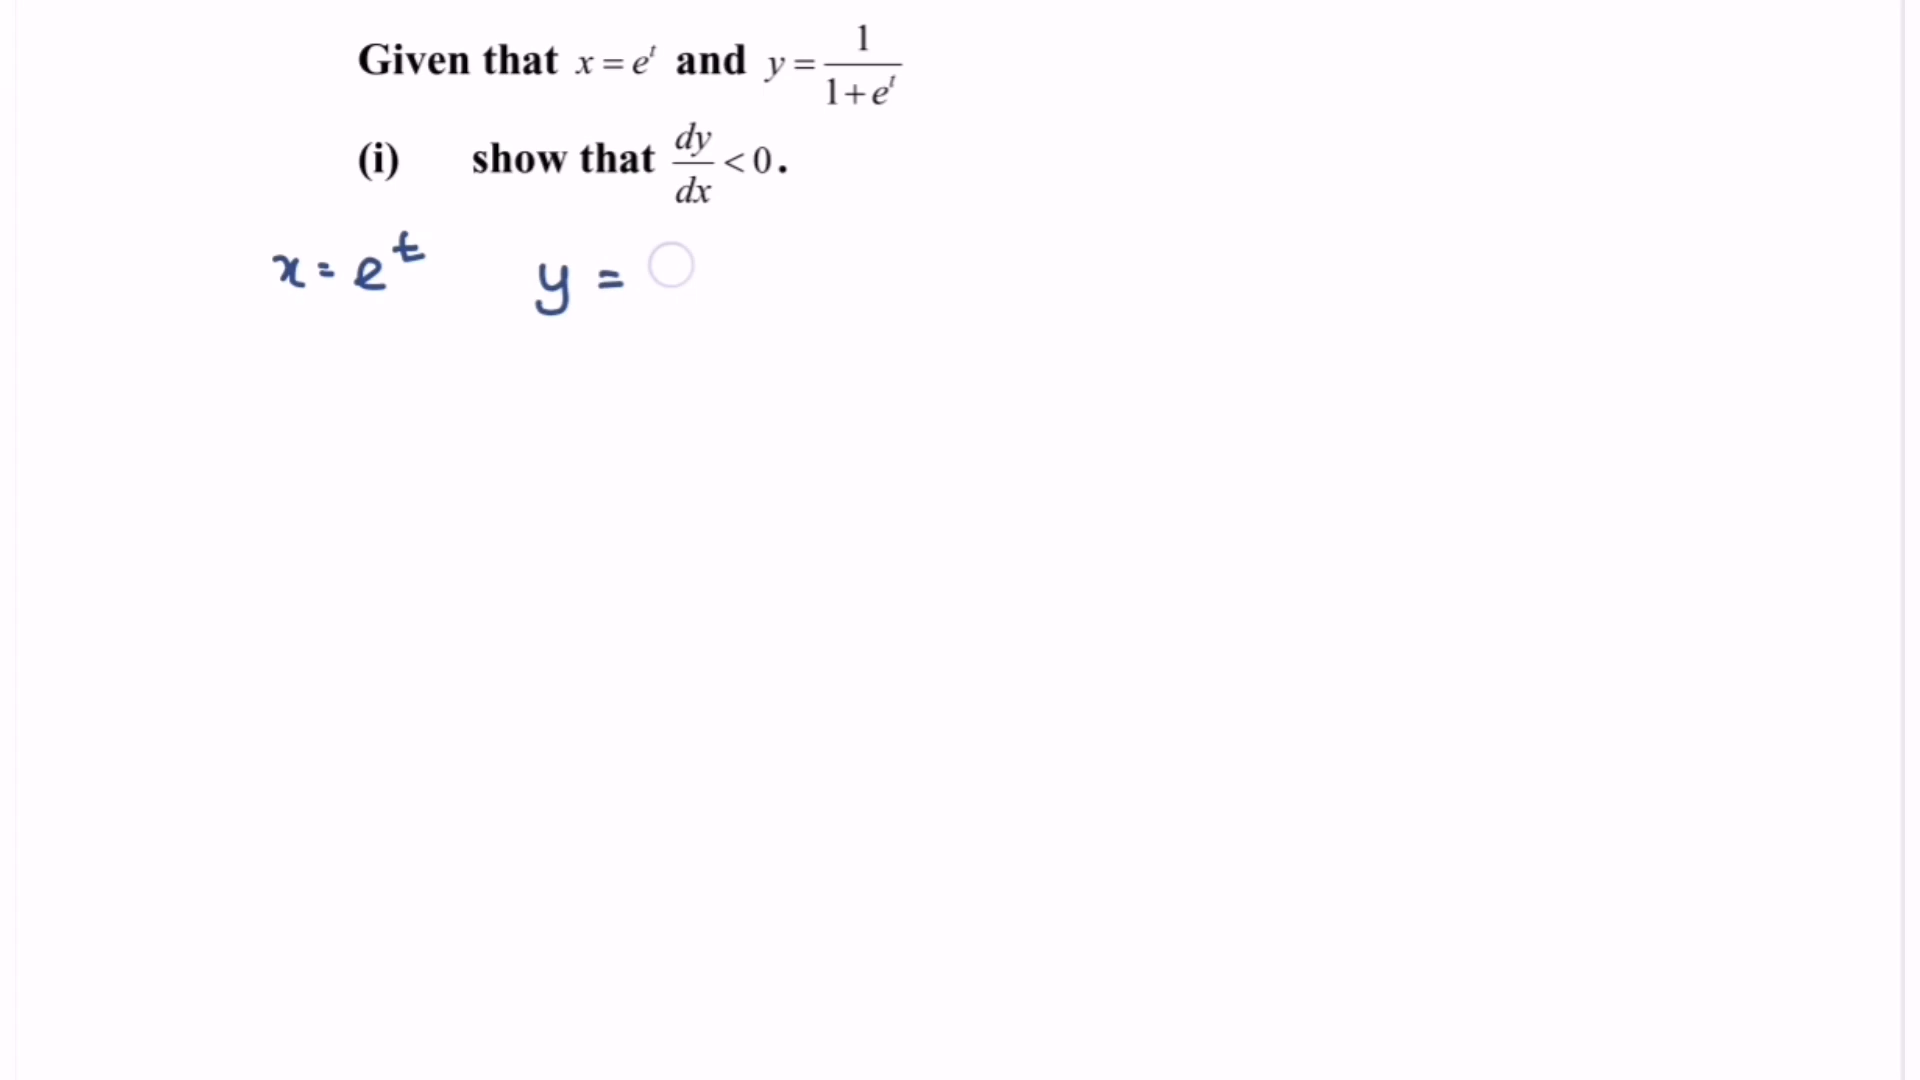 Given that x = e^t and y = 1/(1+e^t)
(i) show that dy/dx < 0.
x = e^t y =